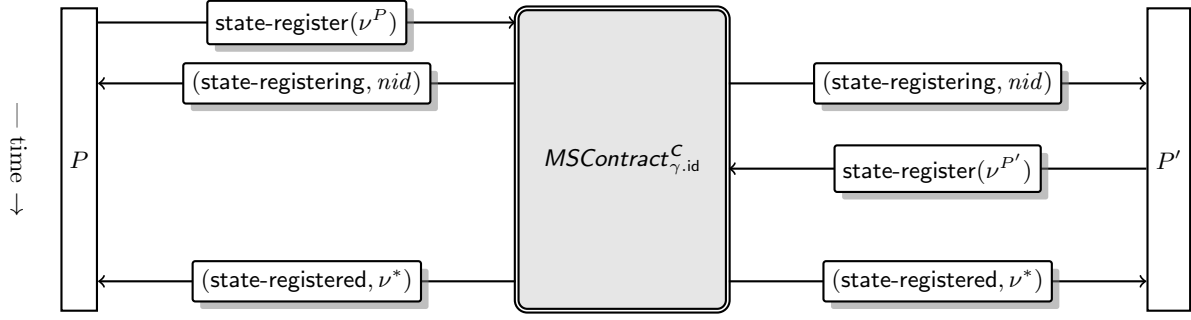 state-register(ν^P)
(state-registering, nid)
(state-registering, nid)
— time →
P
MSContract^C_γ.id
state-register(ν^P′)
P′
(state-registered, ν*)
(state-registered, ν*)